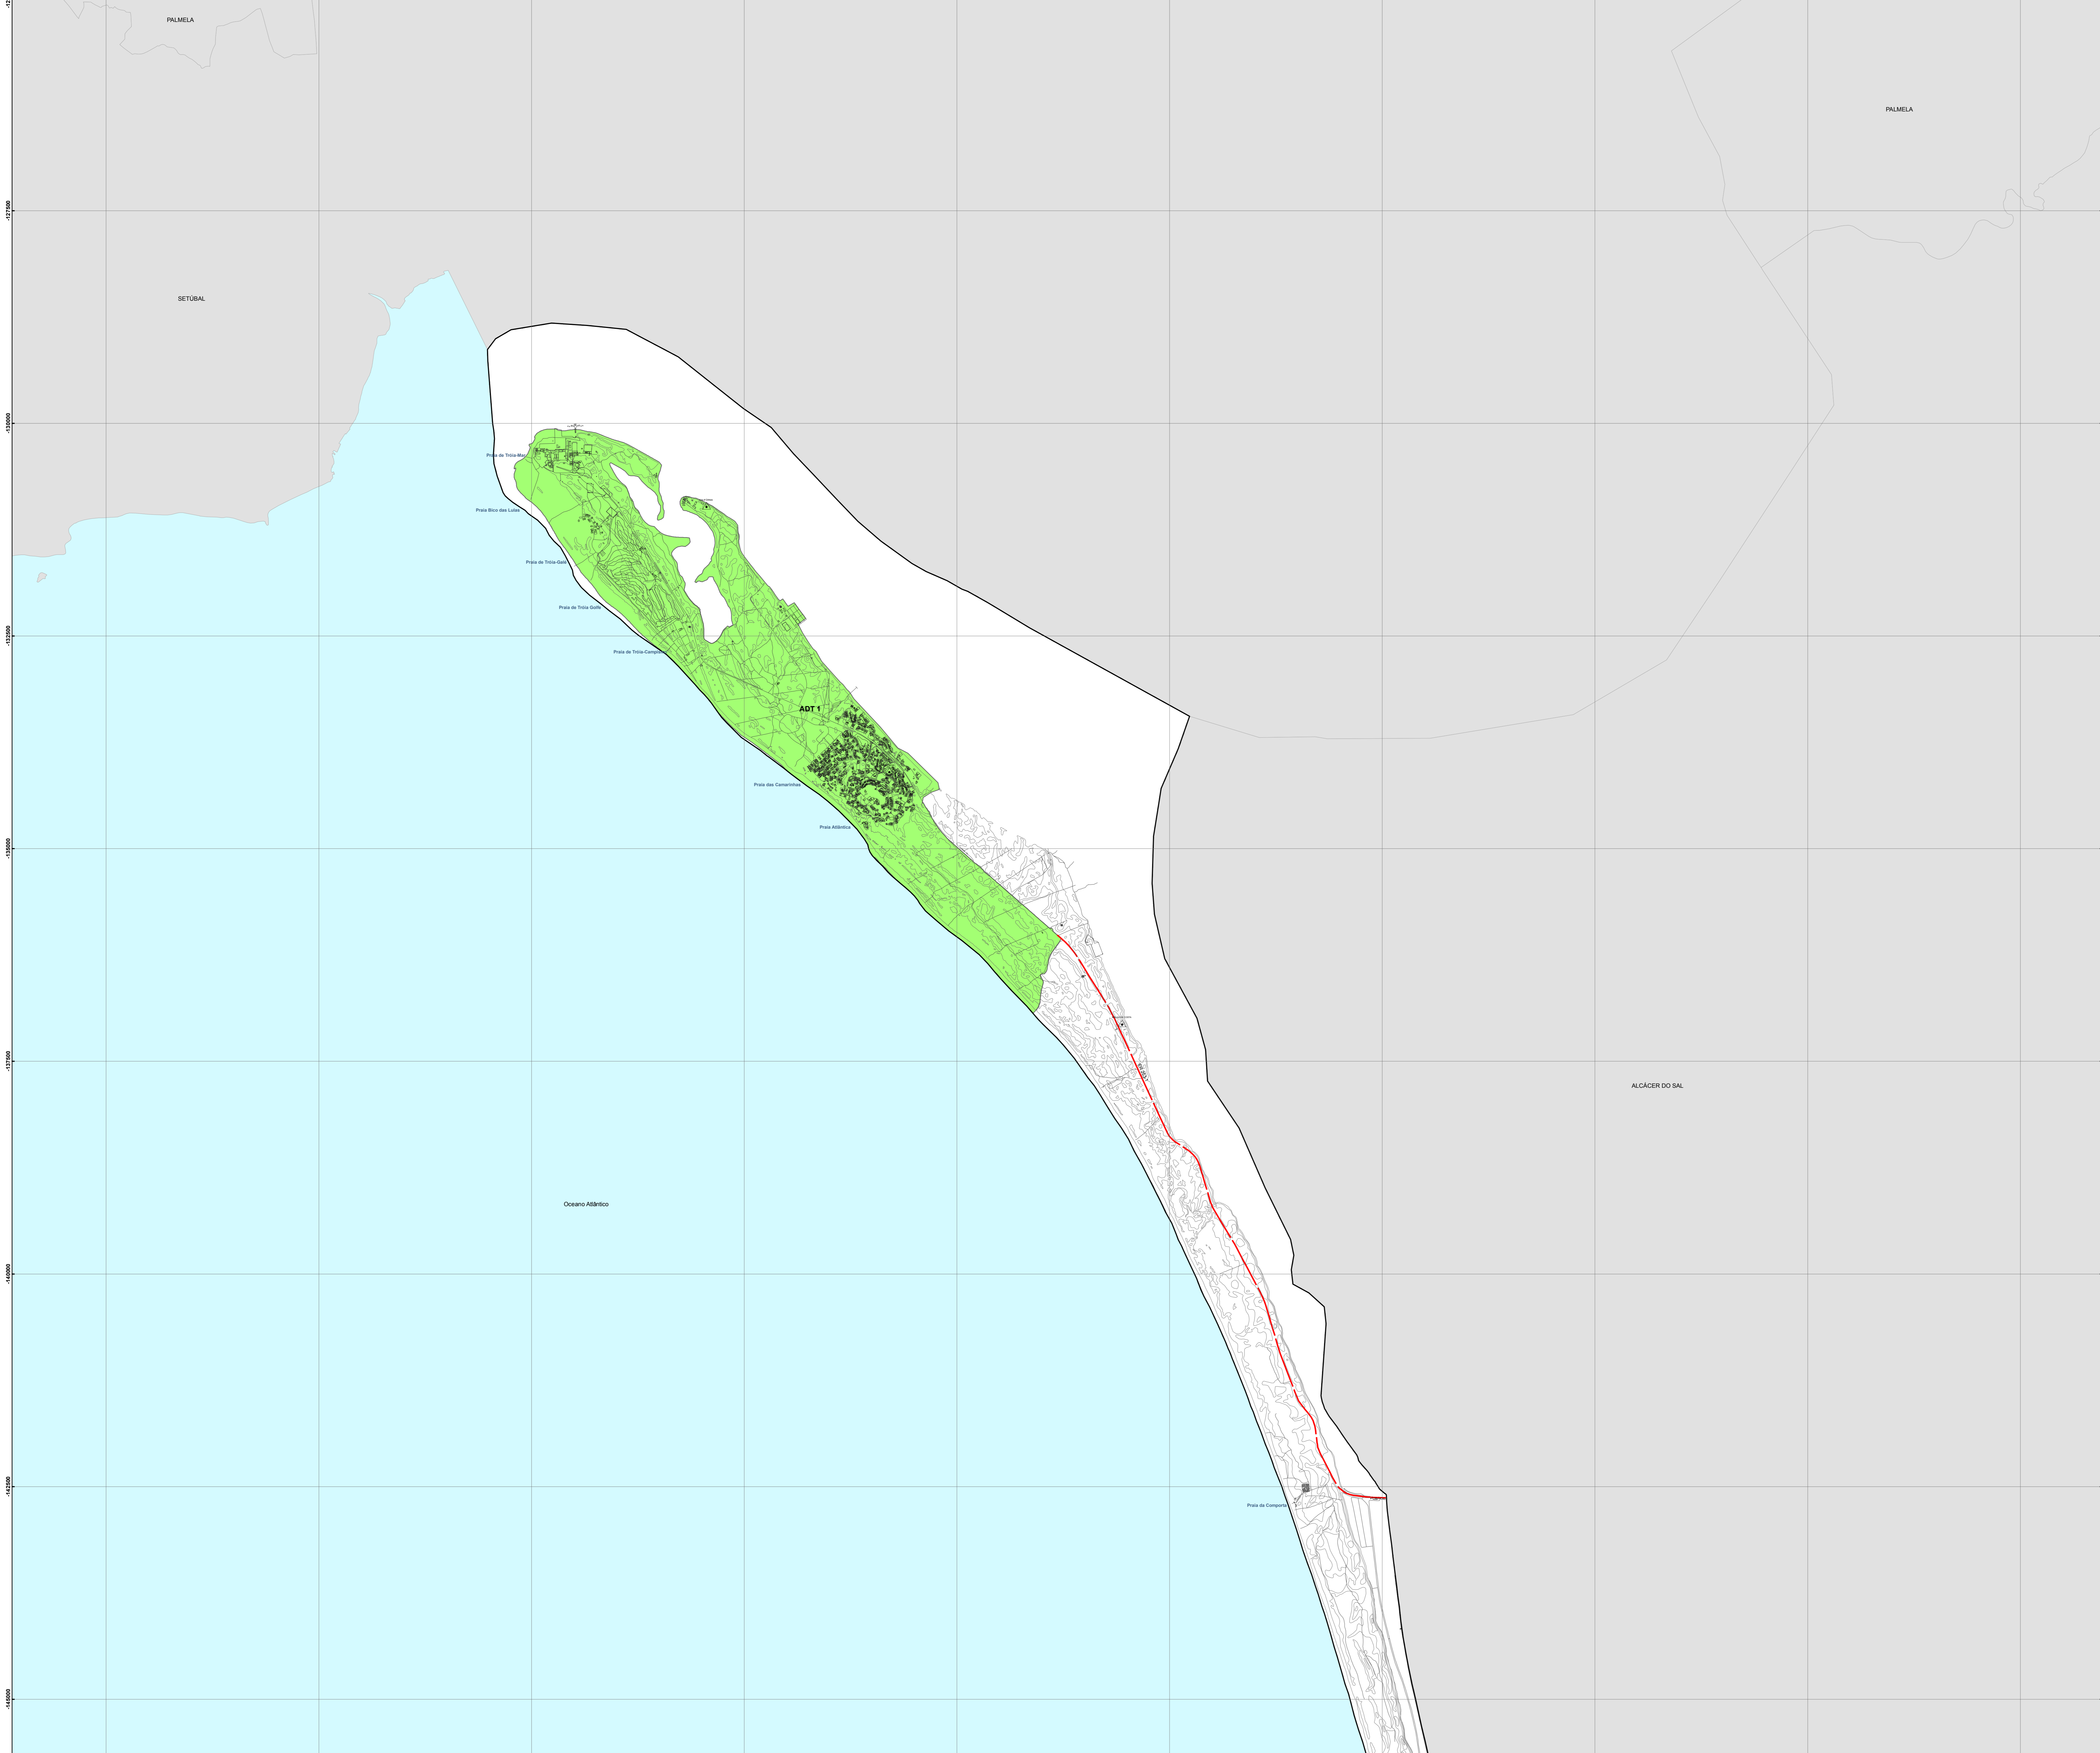 PALMELA
PALMELA
-127500
SETÚBAL
-130000
Praia de Tróia-Mar
Praia Bico das Lulas
Praia de Tróia-Galé
Praia de Tróia Golfe
-132500
Praia de Tróia-Camping
ADT 1
Praia das Camarinhas
Praia Atlântica
-135000
-137500
ALCÁCER DO SAL
Oceano Atlântico
-140000
-142500
Praia da Comporta
-145000